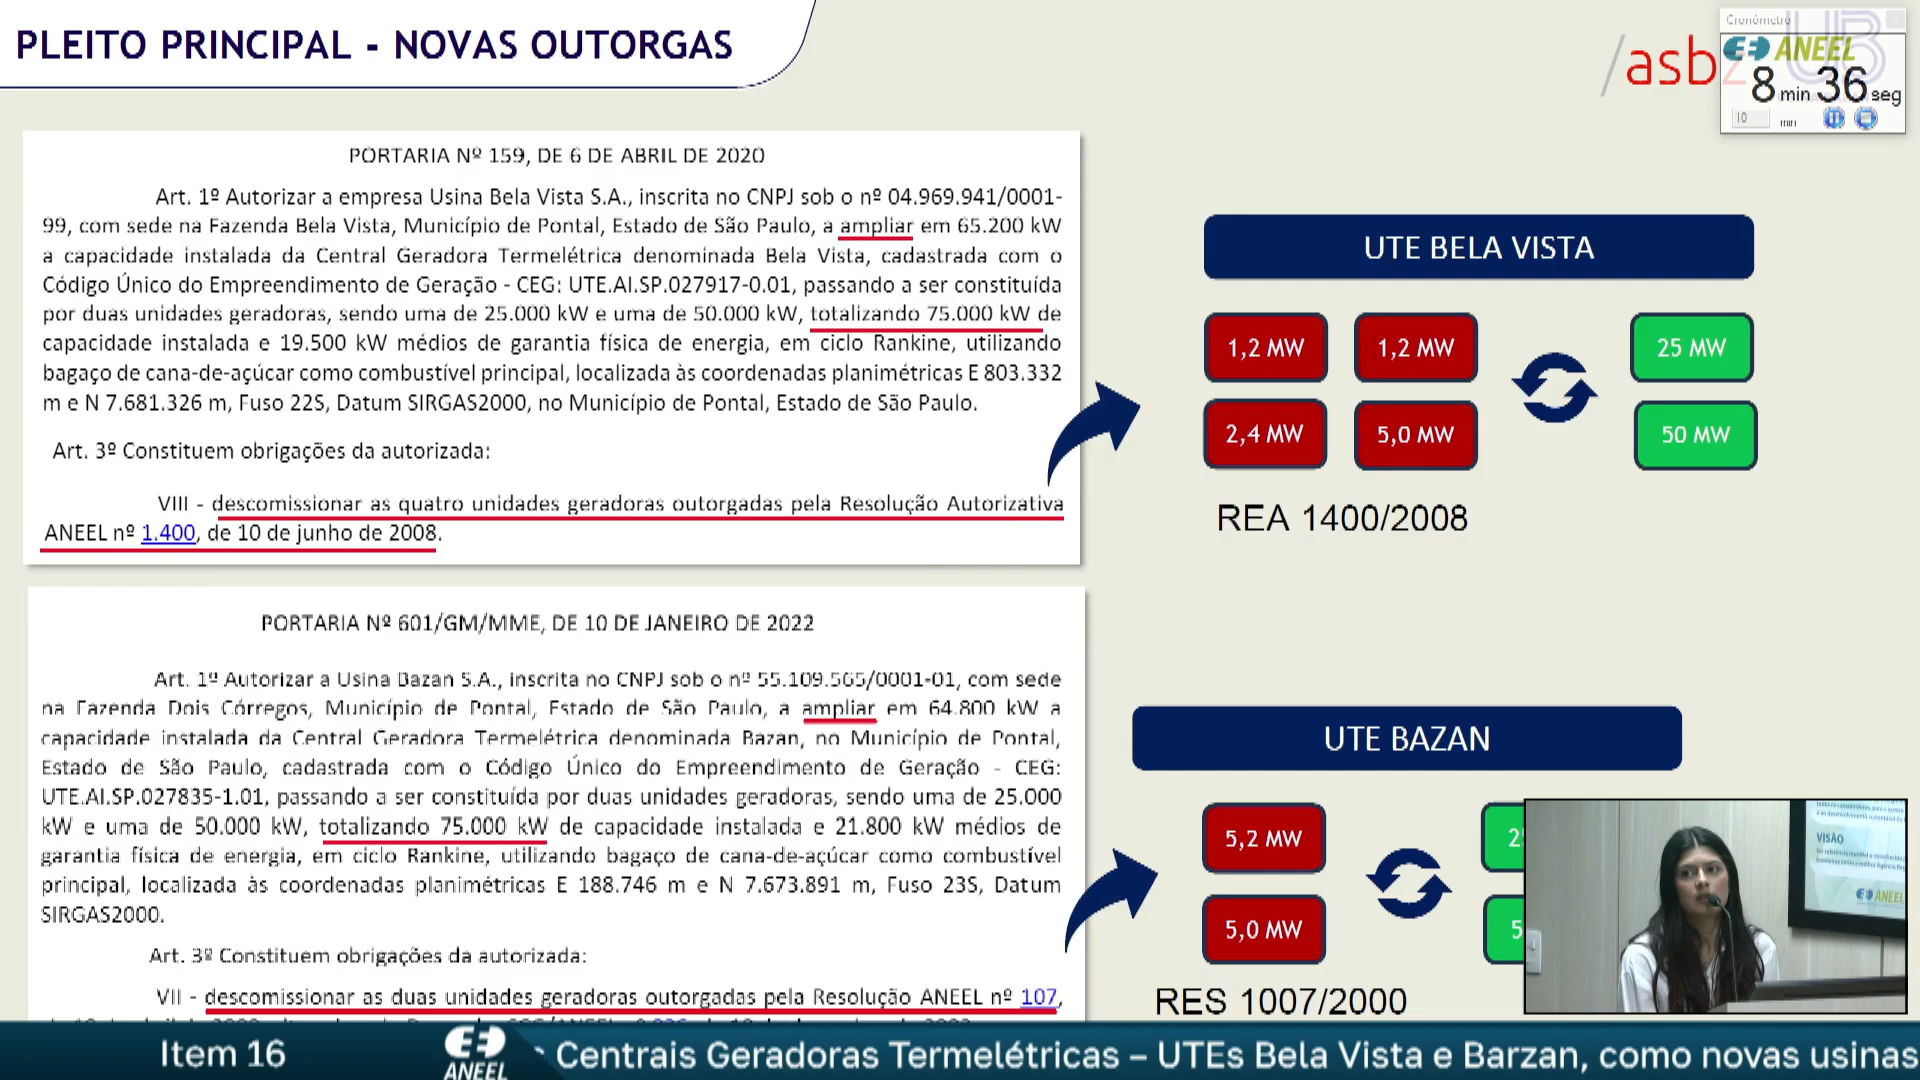 PLEITO PRINCIPAL - NOVAS OUTORGAS
/asbz
Cronómetro
ANEEL
8 min 36 seg
10 min
PORTARIA Nº 159, DE 6 DE ABRIL DE 2020
Art. 1º Autorizar a empresa Usina Bela Vista S.A., inscrita no CNPJ sob o nº 04.969.941/0001-
99, com sede na Fazenda Bela Vista, Município de Pontal, Estado de São Paulo, a ampliar em 65.200 kW
a capacidade instalada da Central Geradora Termelétrica denominada Bela Vista, cadastrada com o
Código Único do Empreendimento de Geração - CEG: UTE.AI.SP.027917-0.01, passando a ser constituída
por duas unidades geradoras, sendo uma de 25.000 kW e uma de 50.000 kW, totalizando 75.000 kW de
capacidade instalada e 19.500 kW médios de garantia física de energia, em ciclo Rankine, utilizando
bagaço de cana-de-açúcar como combustível principal, localizada às coordenadas planimétricas E 803.332
m e N 7.681.326 m, Fuso 22S, Datum SIRGAS2000, no Município de Pontal, Estado de São Paulo.
Art. 3º Constituem obrigações da autorizada:
VIII - descomissionar as quatro unidades geradoras outorgadas pela Resolução Autorizativa
ANEEL nº 1.400, de 10 de junho de 2008.
UTE BELA VISTA
1,2 MW 1,2 MW 25 MW
2,4 MW 5,0 MW 50 MW
REA 1400/2008
PORTARIA Nº 601/GM/MME, DE 10 DE JANEIRO DE 2022
Art. 1º Autorizar a Usina Bazan S.A., inscrita no CNPJ sob o nº 55.109.565/0001-01, com sede
na Fazenda Dois Córregos, Município de Pontal, Estado de São Paulo, a ampliar em 64.800 kW a
capacidade instalada da Central Geradora Termelétrica denominada Bazan, no Município de Pontal,
Estado de São Paulo, cadastrada com o Código Único do Empreendimento de Geração - CEG:
UTE.AI.SP.027835-1.01, passando a ser constituída por duas unidades geradoras, sendo uma de 25.000
kW e uma de 50.000 kW, totalizando 75.000 kW de capacidade instalada e 21.800 kW médios de
garantia física de energia, em ciclo Rankine, utilizando bagaço de cana-de-açúcar como combustível
principal, localizada às coordenadas planimétricas E 188.746 m e N 7.673.891 m, Fuso 23S, Datum
SIRGAS2000.
Art. 3º Constituem obrigações da autorizada:
VII - descomissionar as duas unidades geradoras outorgadas pela Resolução ANEEL nº 107,
UTE BAZAN
5,2 MW 2
5,0 MW 5
RES 1007/2000
VISÃO
ANEEL
Item 16
ANEEL
Centrais Geradoras Termelétricas – UTEs Bela Vista e Barzan, como novas usinas